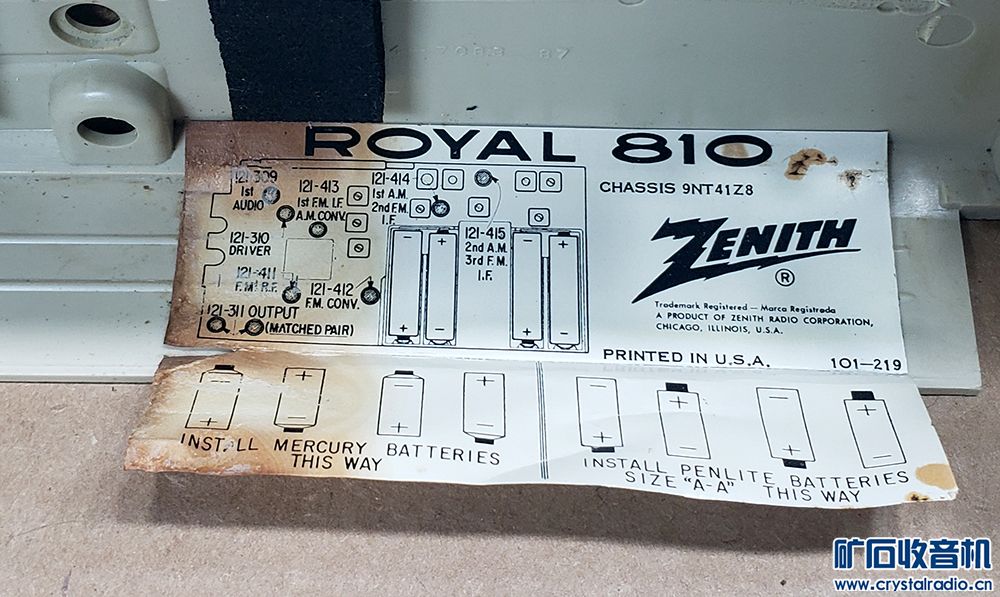 ROYAL 810
121-309
1st
AUDIO
121-413
1st F.M. I.F.
A.M. CONV.
121-414
1st A.M.
2nd F.M.
I.F.
121-415
2nd A.M.
3rd F.M.
I.F.
121-310
DRIVER
121-411
F.M. R.F.
121-412
F.M. CONV.
121-311 OUTPUT
(MATCHED PAIR)
CHASSIS 9NT41Z8
ZENITH
®
Trademark Registered — Marca Registrada
A PRODUCT OF ZENITH RADIO CORPORATION,
CHICAGO, ILLINOIS, U.S.A.
PRINTED IN U.S.A. 101-219
INSTALL MERCURY BATTERIES
THIS WAY
INSTALL PENLITE BATTERIES
SIZE "A-A" THIS WAY
矿石收音机
www.crystalradio.cn